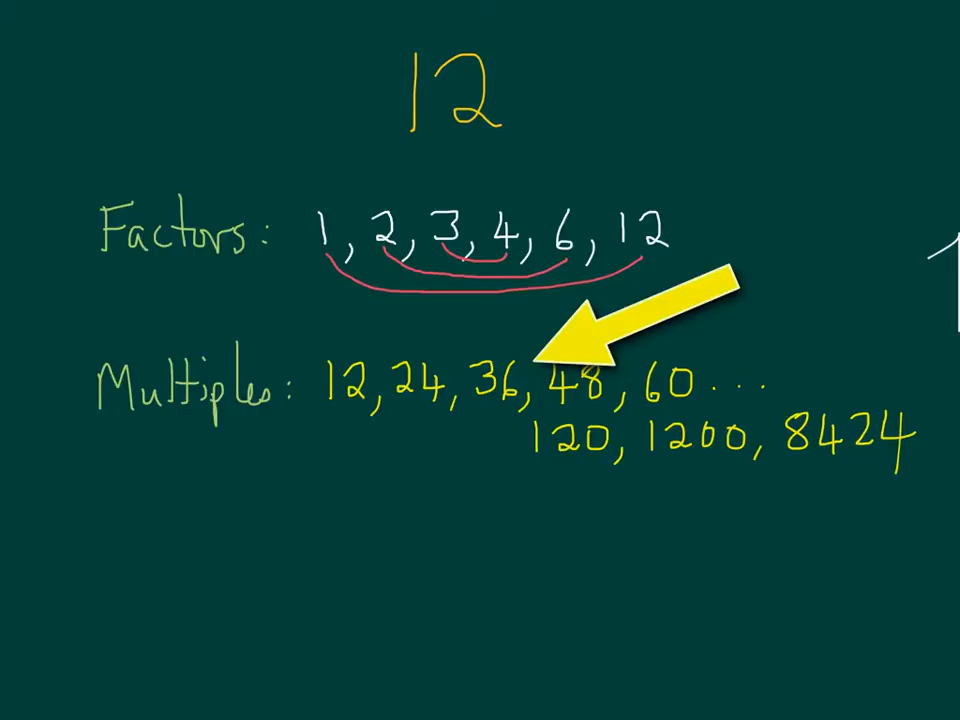 12
Factors: 1, 2, 3, 4, 6, 12
Multiples: 12, 24, 36, 48, 60...
120, 1200, 8424